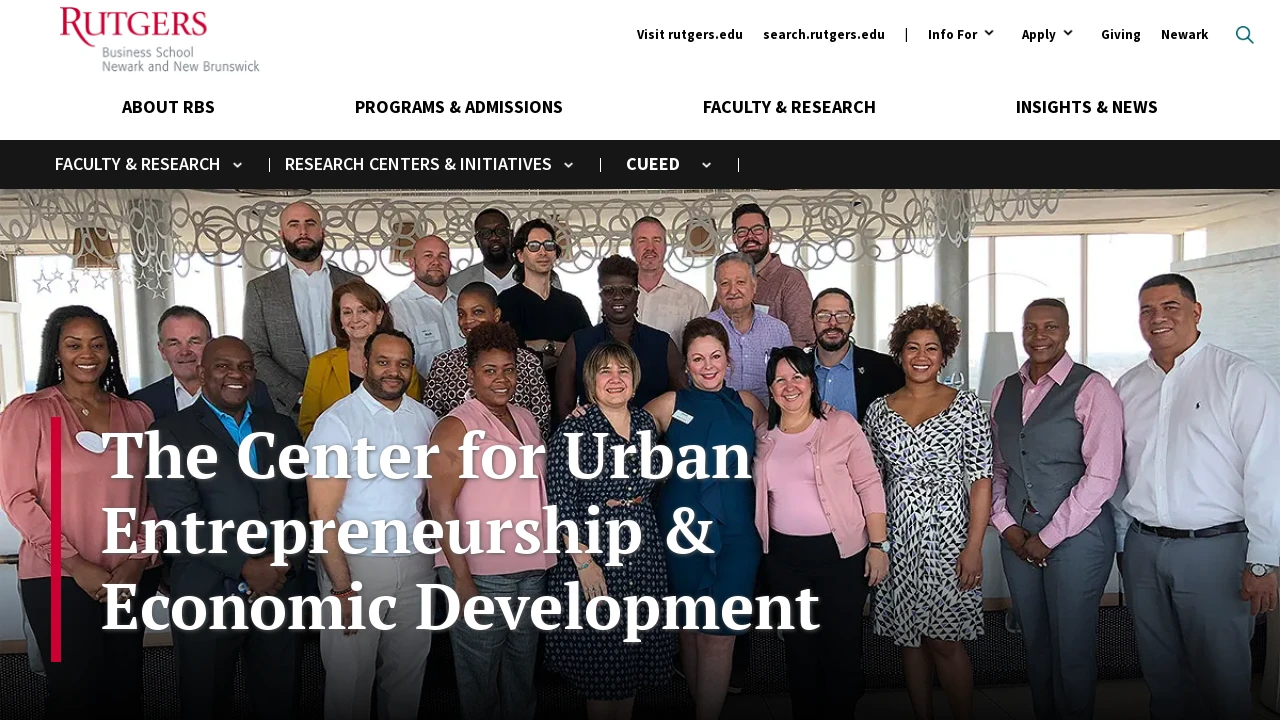 RUTGERS
Business School
Newark and New Brunswick
Visit rutgers.edu search.rutgers.edu | Info For Apply Giving Newark
ABOUT RBS PROGRAMS & ADMISSIONS FACULTY & RESEARCH INSIGHTS & NEWS
FACULTY & RESEARCH | RESEARCH CENTERS & INITIATIVES | CUEED |
The Center for Urban
Entrepreneurship &
Economic Development